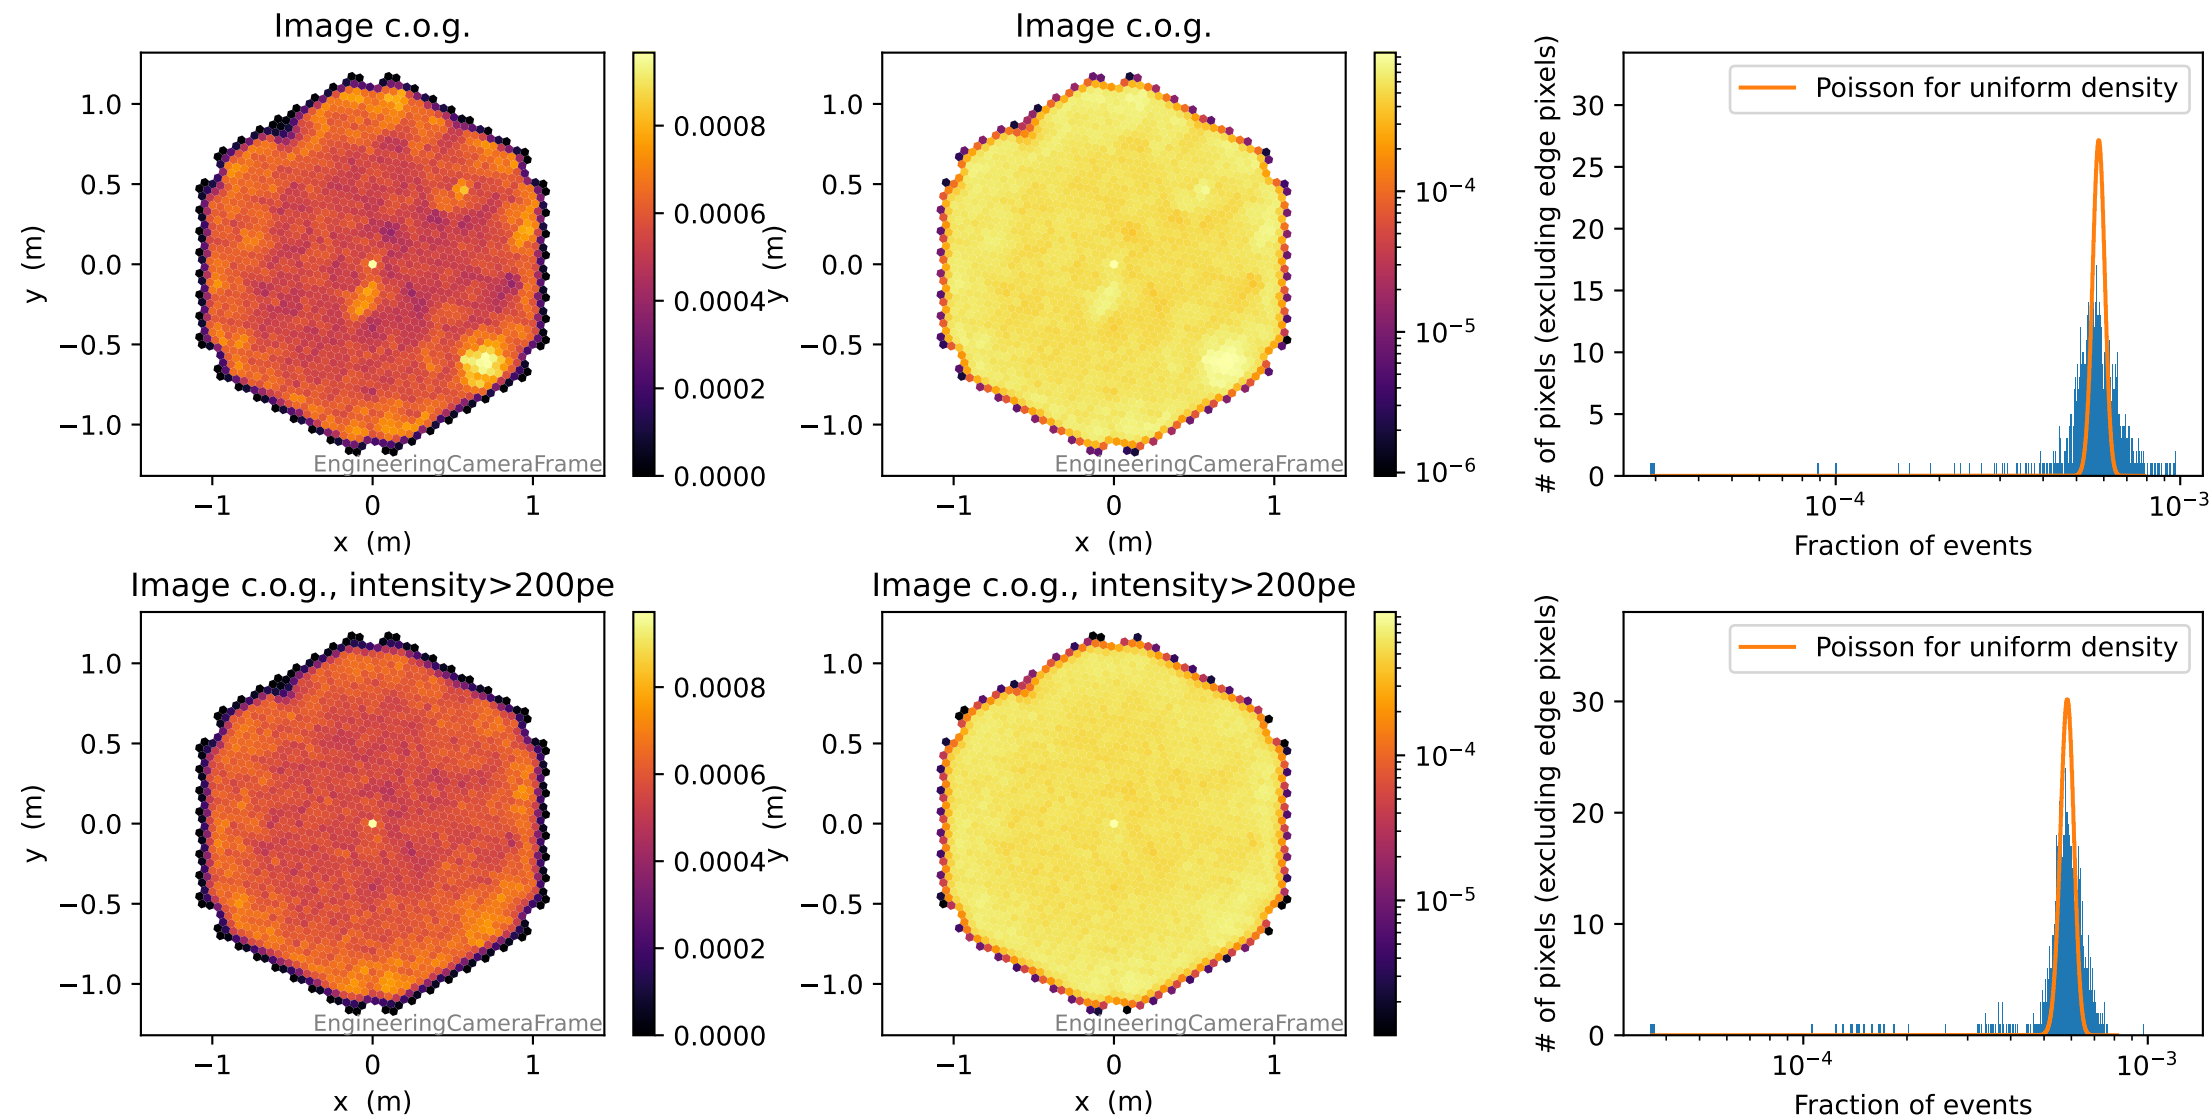 Image c.o.g.
y (m)
1.0
0.5
0.0
−0.5
−1.0
−1
0
1
x (m)
EngineeringCameraFrame
0.0008
0.0006
0.0004
0.0002
0.0000
Image c.o.g.
y (m)
1.0
0.5
0.0
−0.5
−1.0
−1
0
1
x (m)
EngineeringCameraFrame
10⁻⁴
10⁻⁵
10⁻⁶
# of pixels (excluding edge pixels)
30
25
20
15
10
5
0
Poisson for uniform density
10⁻⁴
10⁻³
Fraction of events
Image c.o.g., intensity>200pe
y (m)
1.0
0.5
0.0
−0.5
−1.0
−1
0
1
x (m)
EngineeringCameraFrame
0.0008
0.0006
0.0004
0.0002
0.0000
Image c.o.g., intensity>200pe
y (m)
1.0
0.5
0.0
−0.5
−1.0
−1
0
1
x (m)
EngineeringCameraFrame
10⁻⁴
10⁻⁵
# of pixels (excluding edge pixels)
30
20
10
0
Poisson for uniform density
10⁻⁴
10⁻³
Fraction of events